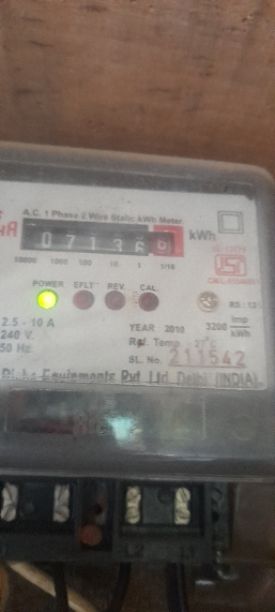 A.C. 1 Phase 2 Wire Static kWh Meter
07136 kWh
10000 1000 100 10 1 1/10
POWER EFLT REV. CAL.
2.5 - 10 A
YEAR 2010 3200 imp
kWh
240 V.
Ref. Temp. 27°C
50 Hz.
SL. No. 211542
Equipments Pvt. Ltd. Delhi (INDIA)